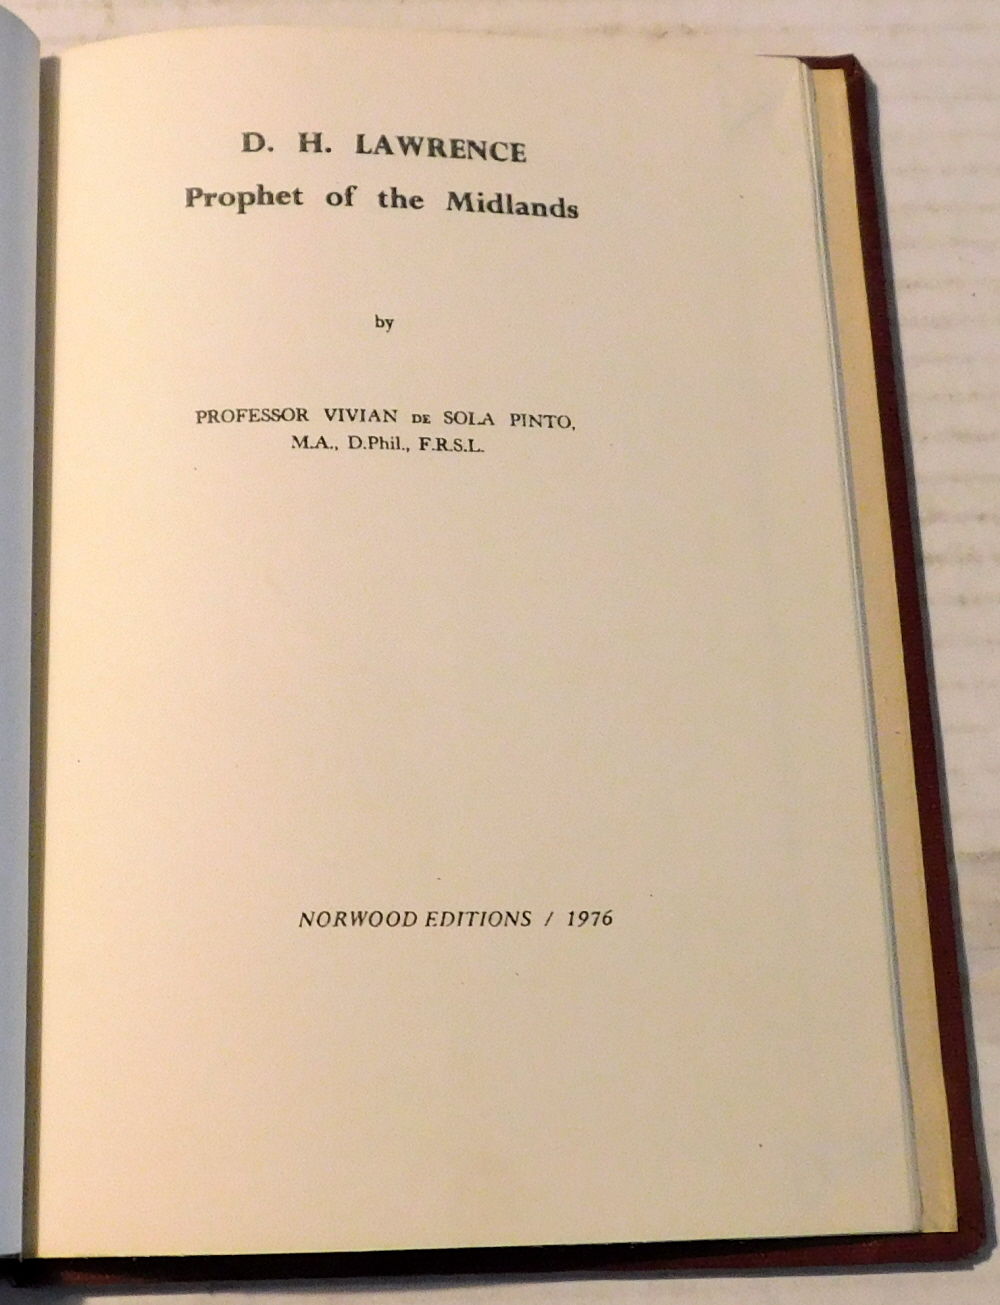 D. H. LAWRENCE
Prophet of the Midlands
by
PROFESSOR VIVIAN DE SOLA PINTO,
M.A., D.Phil., F.R.S.L.
NORWOOD EDITIONS / 1976